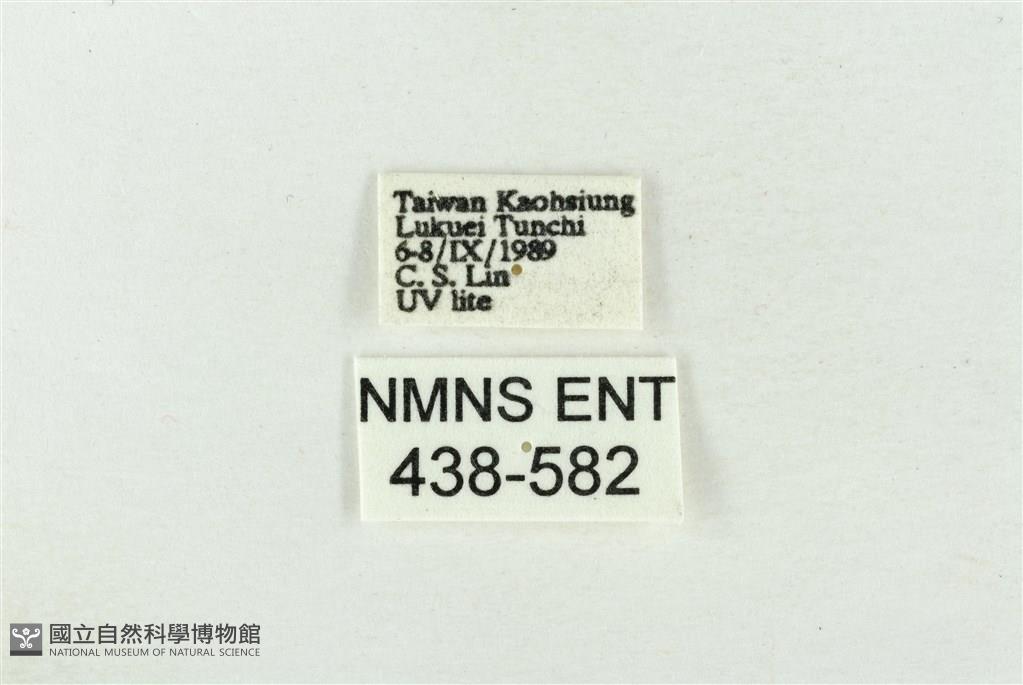 Taiwan Kaohsiung
Lukuei Tunchi
6-8/IX/1989
C. S. Lin
UV lite
NMNS ENT
438-582
國立自然科學博物館
NATIONAL MUSEUM OF NATURAL SCIENCE